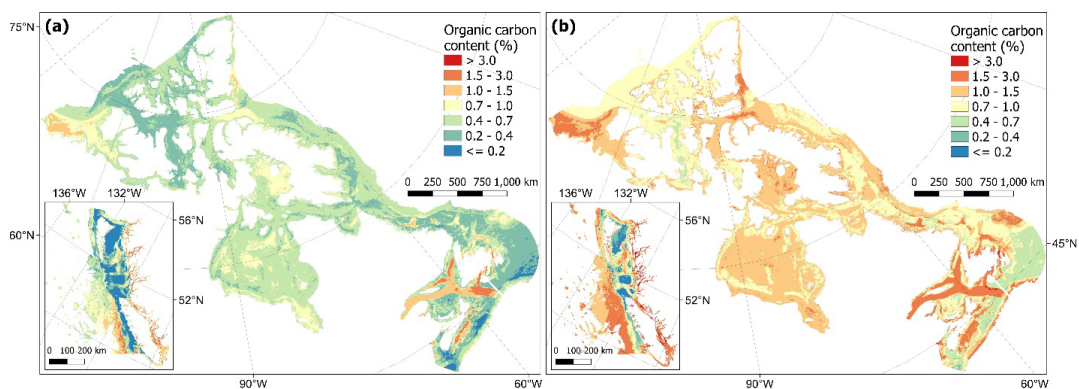 75°N
(a)
Organic carbon
content (%)
> 3.0
1.5 - 3.0
1.0 - 1.5
0.7 - 1.0
0.4 - 0.7
0.2 - 0.4
<= 0.2
0 250 500 750 1,000 km
136°W 132°W
56°N
52°N
0 100 200 km
60°N
90°W
60°W
(b)
Organic carbon
content (%)
> 3.0
1.5 - 3.0
1.0 - 1.5
0.7 - 1.0
0.4 - 0.7
0.2 - 0.4
<= 0.2
0 250 500 750 1,000 km
136°W 132°W
56°N
52°N
0 100 200 km
45°N
90°W
60°W